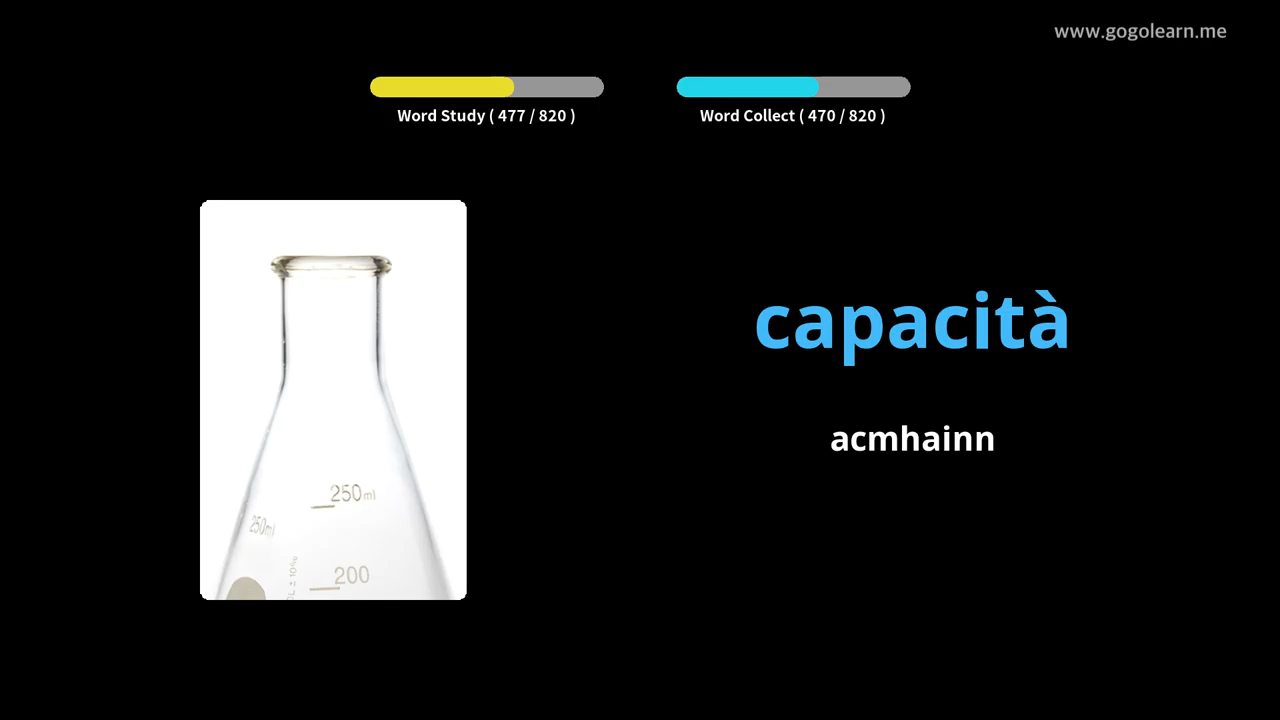 www.gogolearn.me
Word Study ( 477 / 820 )
Word Collect ( 470 / 820 )
capacità
acmhainn
250ml
250ml
200